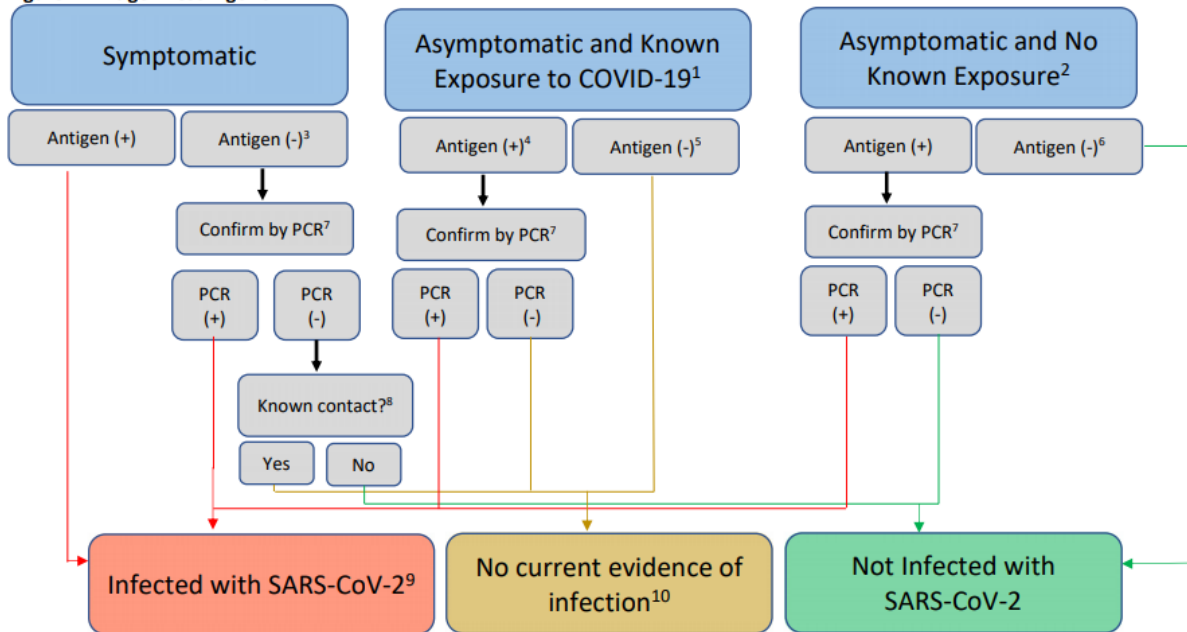 Symptomatic
Asymptomatic and Known
Exposure to COVID-19¹
Asymptomatic and No
Known Exposure²
Antigen (+)
Antigen (-)³
Antigen (+)⁴
Antigen (-)⁵
Antigen (+)
Antigen (-)⁶
Confirm by PCR⁷
Confirm by PCR⁷
Confirm by PCR⁷
PCR
(+)
PCR
(-)
PCR
(+)
PCR
(-)
PCR
(+)
PCR
(-)
Known contact?⁸
Yes
No
Infected with SARS-CoV-2⁹
No current evidence of
infection¹⁰
Not Infected with
SARS-CoV-2